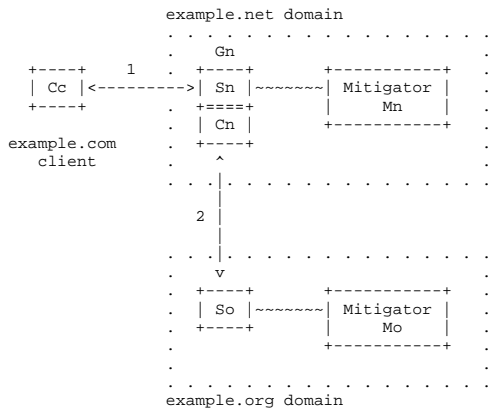 example.net domain
Gn
1
Cc
Sn
Mitigator
Mn
Cn
example.com
client
2
So
Mitigator
Mo
example.org domain